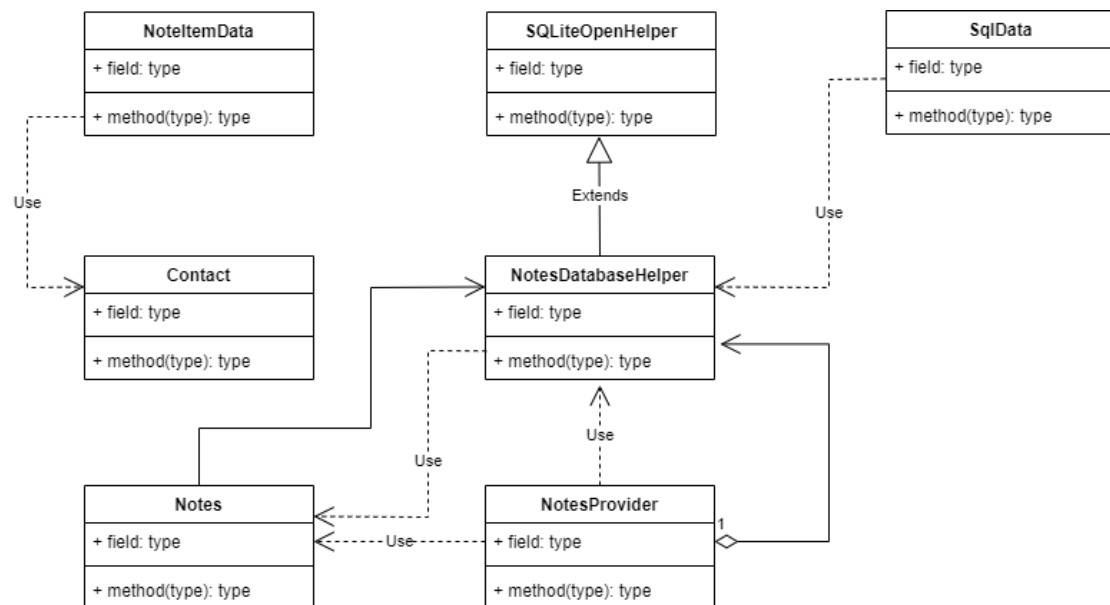 NoteItemData
+ field: type
+ method(type): type
SQLiteOpenHelper
+ field: type
+ method(type): type
SqlData
+ field: type
+ method(type): type
Use
Extends
Use
Contact
+ field: type
+ method(type): type
NotesDatabaseHelper
+ field: type
+ method(type): type
Use
Use
Notes
+ field: type
+ method(type): type
Use
NotesProvider
+ field: type
+ method(type): type
1